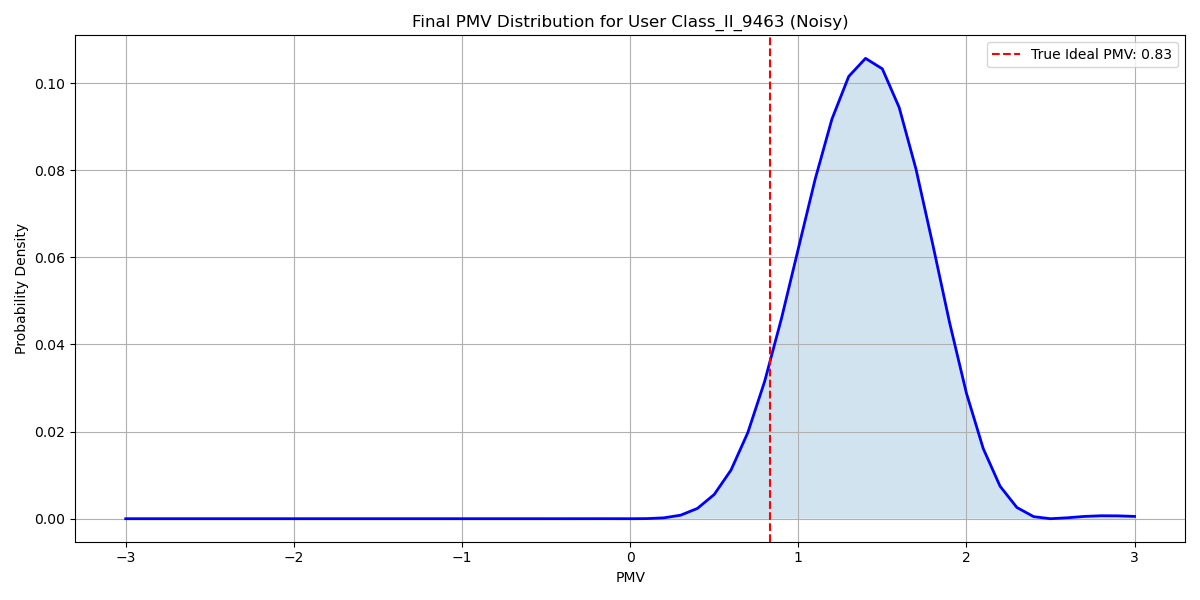 Final PMV Distribution for User Class_II_9463 (Noisy)
True Ideal PMV: 0.83
Probability Density
0.10
0.08
0.06
0.04
0.02
0.00
−3 −2 −1 0 1 2 3
PMV